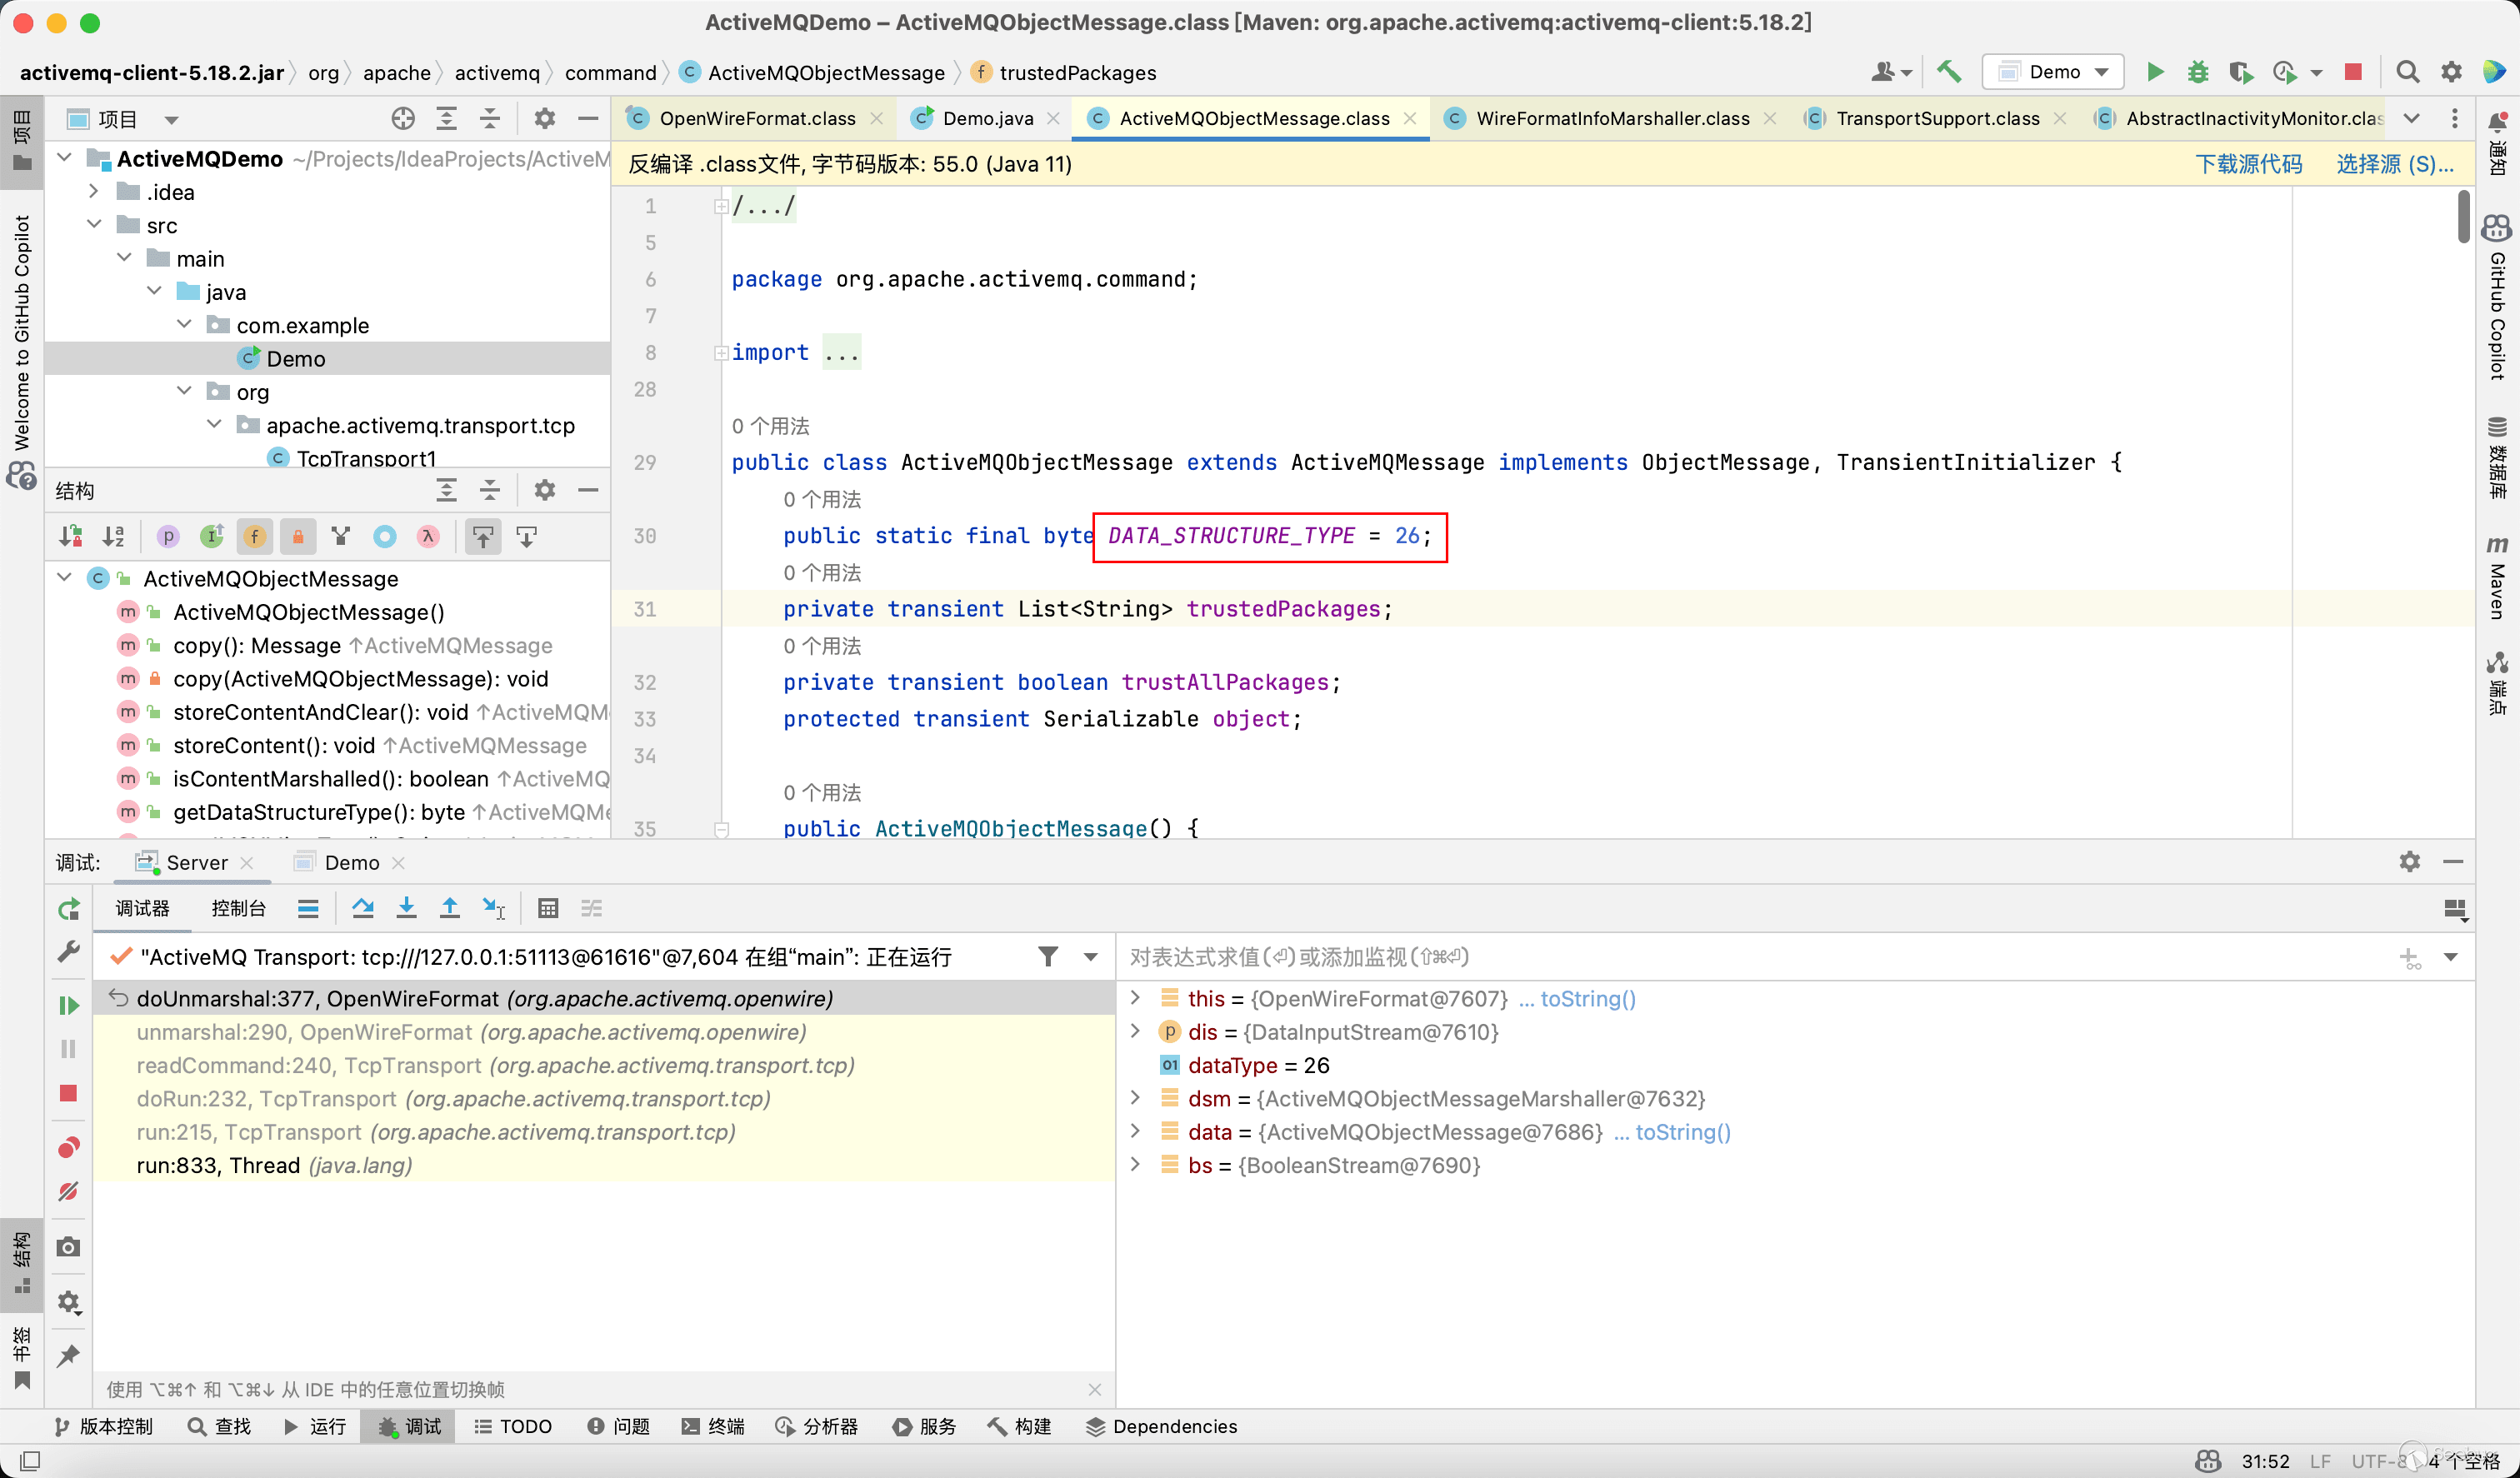 ActiveMQDemo – ActiveMQObjectMessage.class [Maven: org.apache.activemq:activemq-client:5.18.2]
activemq-client-5.18.2.jar org apache activemq command ActiveMQObjectMessage trustedPackages
Demo
项目
OpenWireFormat.class
Demo.java
ActiveMQObjectMessage.class
WireFormatInfoMarshaller.class
TransportSupport.class
AbstractInactivityMonitor.clas
项目
Welcome to GitHub Copilot
结构
书签
ActiveMQDemo ~/Projects/IdeaProjects/ActiveM
.idea
src
main
java
com.example
Demo
org
apache.activemq.transport.tcp
TcpTransport1
结构
ActiveMQObjectMessage
ActiveMQObjectMessage()
copy(): Message ↑ActiveMQMessage
copy(ActiveMQObjectMessage): void
storeContentAndClear(): void ↑ActiveMQM
storeContent(): void ↑ActiveMQMessage
isContentMarshalled(): boolean ↑ActiveMQ
getDataStructureType(): byte ↑ActiveMQMe
反编译 .class文件, 字节码版本: 55.0 (Java 11)
下载源代码 选择源 (S)...
1 /.../
5
6 package org.apache.activemq.command;
7
8 import ...
28
0 个用法
29 public class ActiveMQObjectMessage extends ActiveMQMessage implements ObjectMessage, TransientInitializer {
0 个用法
30 public static final byte DATA_STRUCTURE_TYPE = 26;
0 个用法
31 private transient List<String> trustedPackages;
0 个用法
32 private transient boolean trustAllPackages;
33 protected transient Serializable object;
34
0 个用法
35 public ActiveMQObjectMessage() {
通知
GitHub Copilot
数据库
m Maven
端点
调试: Server Demo
调试器 控制台
"ActiveMQ Transport: tcp:///127.0.0.1:51113@61616"@7,604 在组“main”: 正在运行
doUnmarshal:377, OpenWireFormat (org.apache.activemq.openwire)
unmarshal:290, OpenWireFormat (org.apache.activemq.openwire)
readCommand:240, TcpTransport (org.apache.activemq.transport.tcp)
doRun:232, TcpTransport (org.apache.activemq.transport.tcp)
run:215, TcpTransport (org.apache.activemq.transport.tcp)
run:833, Thread (java.lang)
使用 ⌥⌘↑ 和 ⌥⌘↓ 从 IDE 中的任意位置切换帧
对表达式求值(⏎)或添加监视(⇧⌘⏎)
this = {OpenWireFormat@7607} ... toString()
dis = {DataInputStream@7610}
dataType = 26
dsm = {ActiveMQObjectMessageMarshaller@7632}
data = {ActiveMQObjectMessage@7686} ... toString()
bs = {BooleanStream@7690}
版本控制 查找 运行 调试 TODO 问题 终端 分析器 服务 构建 Dependencies
31:52 LF UTF-8 4 个空格